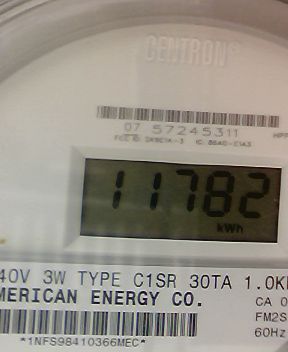 CENTRON®
07 57245311
11782
kWh
40V 3W TYPE C1SR 30TA 1.0K
MERICAN ENERGY CO.
CA 0
FM2S
60Hz
*1NFS98410366MEC*